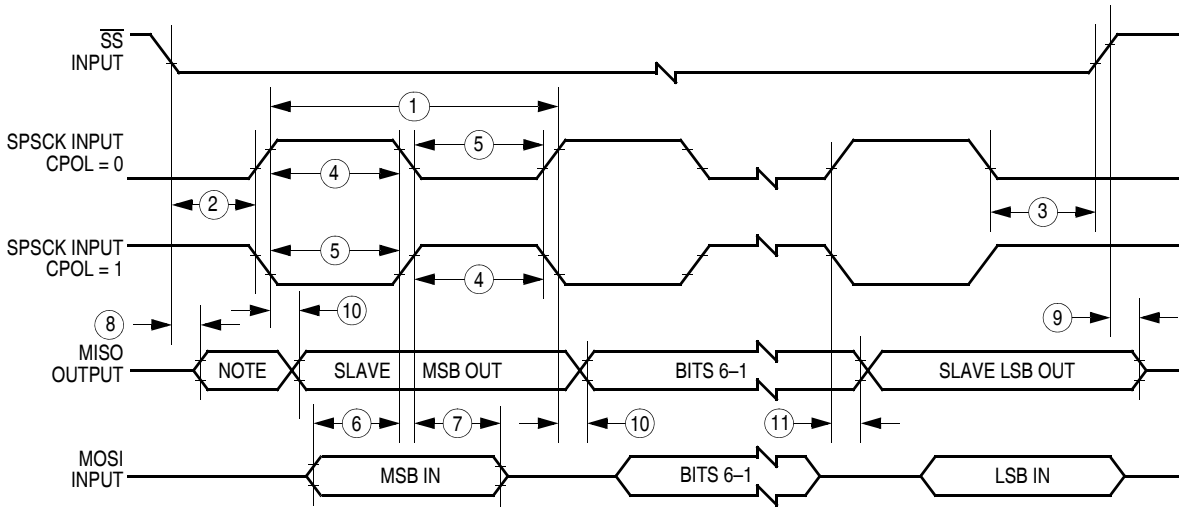 SS
INPUT
1
SPSCK INPUT
CPOL = 0
5
4
2
3
SPSCK INPUT
CPOL = 1
5
4
8
10
9
MISO
OUTPUT
NOTE
SLAVE MSB OUT
BITS 6–1
SLAVE LSB OUT
6
7
10
11
MOSI
INPUT
MSB IN
BITS 6–1
LSB IN